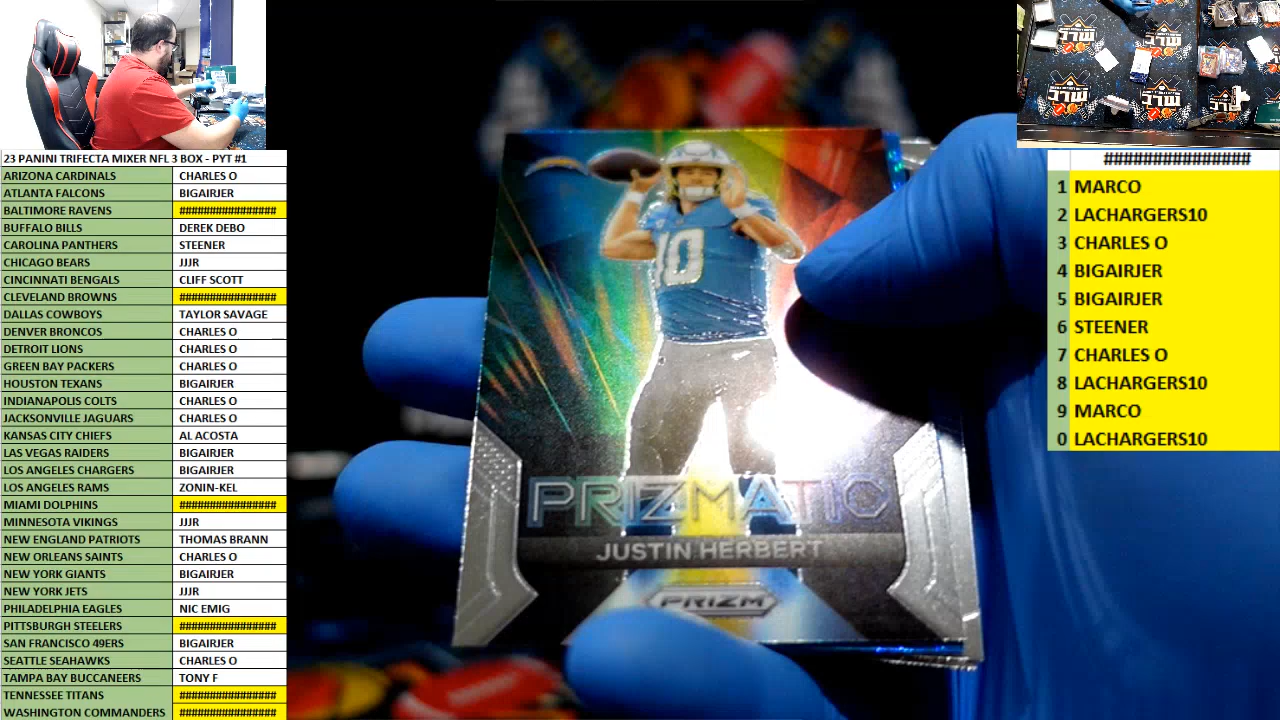 23 PANINI TRIFECTA MIXER NFL 3 BOX - PYT #1
ARIZONA CARDINALS CHARLES O
ATLANTA FALCONS BIGAIRJER
BALTIMORE RAVENS ################
BUFFALO BILLS DEREK DEBO
CAROLINA PANTHERS STEENER
CHICAGO BEARS JJJR
CINCINNATI BENGALS CLIFF SCOTT
CLEVELAND BROWNS ################
DALLAS COWBOYS TAYLOR SAVAGE
DENVER BRONCOS CHARLES O
DETROIT LIONS CHARLES O
GREEN BAY PACKERS CHARLES O
HOUSTON TEXANS BIGAIRJER
INDIANAPOLIS COLTS CHARLES O
JACKSONVILLE JAGUARS CHARLES O
KANSAS CITY CHIEFS AL ACOSTA
LAS VEGAS RAIDERS BIGAIRJER
LOS ANGELES CHARGERS BIGAIRJER
LOS ANGELES RAMS ZONIN-KEL
MIAMI DOLPHINS ################
MINNESOTA VIKINGS JJJR
NEW ENGLAND PATRIOTS THOMAS BRANN
NEW ORLEANS SAINTS CHARLES O
NEW YORK GIANTS BIGAIRJER
NEW YORK JETS JJJR
PHILADELPHIA EAGLES NIC EMIG
PITTSBURGH STEELERS ################
SAN FRANCISCO 49ERS BIGAIRJER
SEATTLE SEAHAWKS CHARLES O
TAMPA BAY BUCCANEERS TONY F
TENNESSEE TITANS ################
WASHINGTON COMMANDERS ################
10
PRIZMATIC
JUSTIN HERBERT
PRIZM
################
1 MARCO
2 LACHARGERS10
3 CHARLES O
4 BIGAIRJER
5 BIGAIRJER
6 STEENER
7 CHARLES O
8 LACHARGERS10
9 MARCO
0 LACHARGERS10